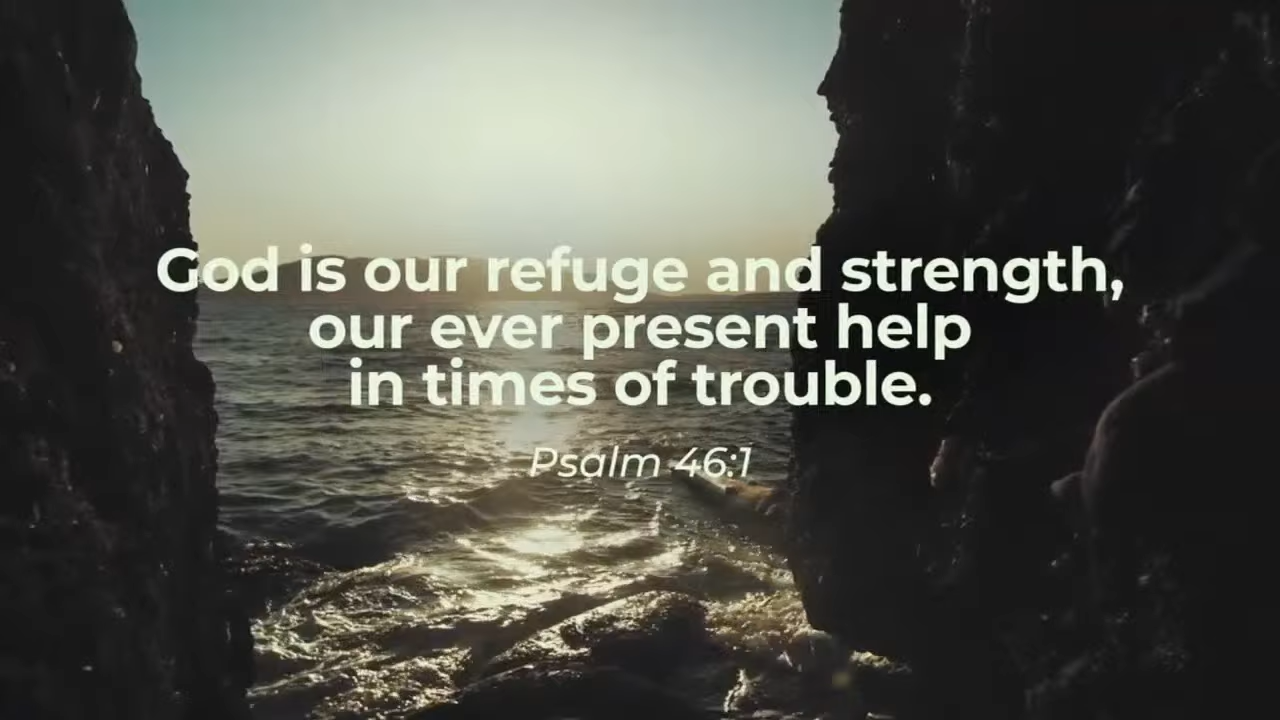 God is our refuge and strength,
our ever present help
in times of trouble.
Psalm 46:1